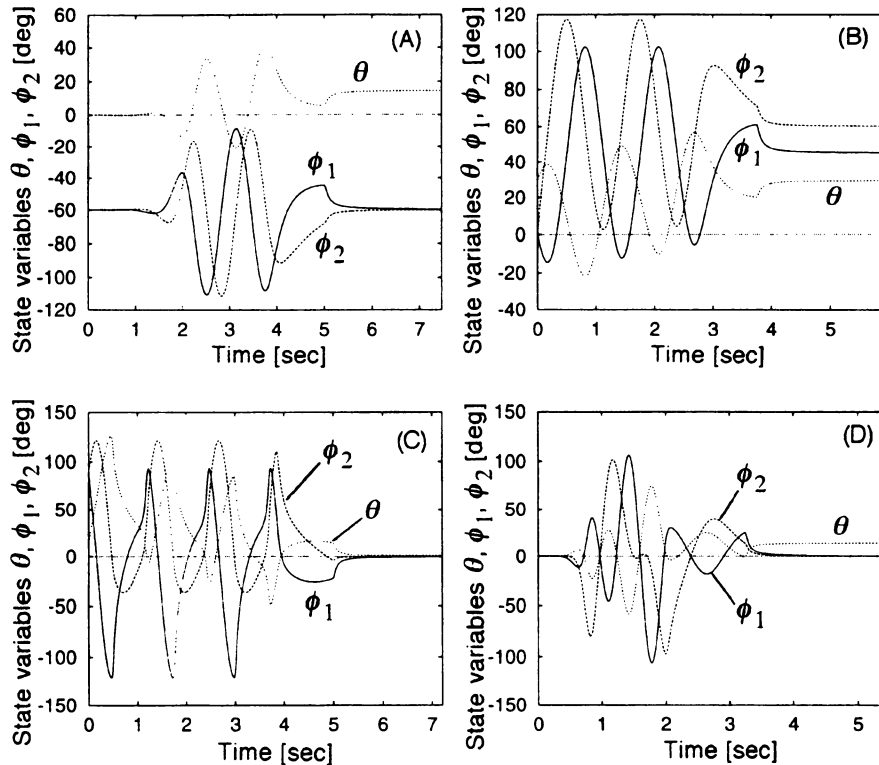 State variables θ, ϕ1, ϕ2 [deg]
60
40
20
0
-20
-40
-60
-80
-100
-120
(A)
θ
ϕ1
ϕ2
0 1 2 3 4 5 6 7
Time [sec]
State variables θ, ϕ1, ϕ2 [deg]
120
100
80
60
40
20
0
-20
-40
(B)
ϕ2
ϕ1
θ
0 1 2 3 4 5
Time [sec]
State variables θ, ϕ1, ϕ2 [deg]
150
100
50
0
-50
-100
-150
(C)
ϕ2
θ
ϕ1
0 1 2 3 4 5 6 7
Time [sec]
State variables θ, ϕ1, ϕ2 [deg]
150
100
50
0
-50
-100
-150
(D)
ϕ2
θ
ϕ1
0 1 2 3 4 5
Time [sec]